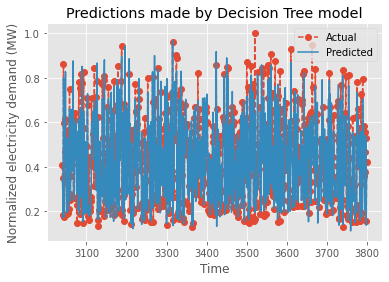 Predictions made by Decision Tree model
Normalized electricity demand (MW)
1.0
0.8
0.6
0.4
0.2
Actual
Predicted
3100 3200 3300 3400 3500 3600 3700 3800
Time